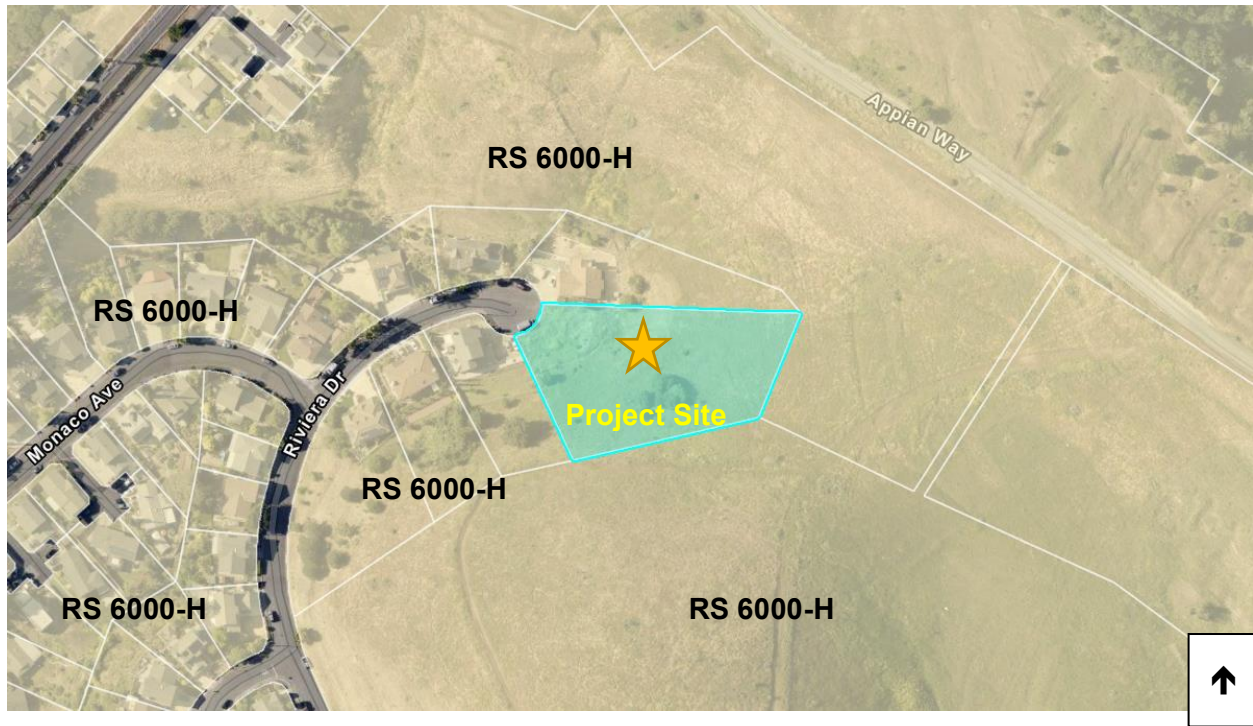 Appian Way
RS 6000-H
RS 6000-H
Monaco Ave
Riviera Dr
Project Site
RS 6000-H
RS 6000-H
RS 6000-H